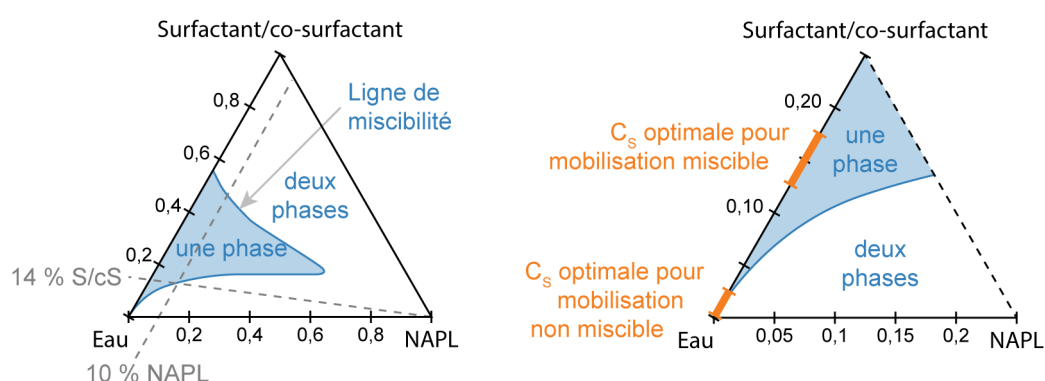 Surfactant/co-surfactant
0,8
Ligne de
miscibilité
0,6
deux
phases
0,4
une phase
0,2
14 % S/cS
Eau
0,2
0,4
0,6
0,8
NAPL
10 % NAPL
Surfactant/co-surfactant
0,20
C_S optimale pour
mobilisation miscible
une
phase
0,10
deux
phases
C_S optimale pour
mobilisation
non miscible
Eau
0,05
0,1
0,15
0,2
NAPL